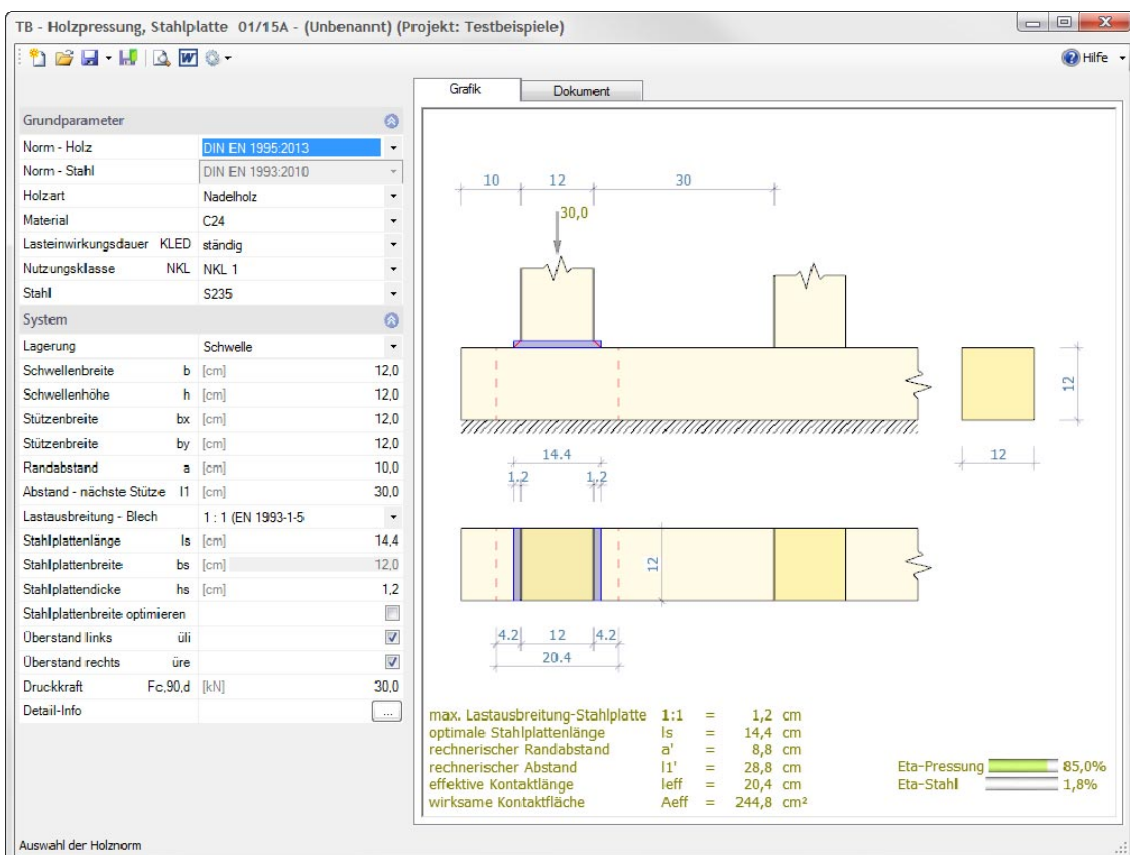 TB - Holzpressung, Stahlplatte 01/15A - (Unbenannt) (Projekt: Testbeispiele)
Hilfe
Grafik
Dokument
Grundparameter
Norm - Holz DIN EN 1995:2013
Norm - Stahl DIN EN 1993:2010
Holzart Nadelholz
Material C24
Lasteinwirkungsdauer KLED ständig
Nutzungsklasse NKL NKL 1
Stahl S235
System
Lagerung Schwelle
Schwellenbreite b [cm] 12,0
Schwellenhöhe h [cm] 12,0
Stützenbreite bx [cm] 12,0
Stützenbreite by [cm] 12,0
Randabstand a [cm] 10,0
Abstand - nächste Stütze l1 [cm] 30,0
Lastausbreitung - Blech 1 : 1 (EN 1993-1-5
Stahlplattenlänge ls [cm] 14,4
Stahlplattenbreite bs [cm] 12,0
Stahlplattendicke hs [cm] 1,2
Stahlplattenbreite optimieren
Überstand links üli
Überstand rechts üre
Druckkraft Fc,90,d [kN] 30,0
Detail-Info ...
10 12 30
30,0
12
12
14.4
1.2 1.2
12
4.2 12 4.2
20.4
max. Lastausbreitung-Stahlplatte 1:1 = 1,2 cm
optimale Stahlplattenlänge ls = 14,4 cm
rechnerischer Randabstand a' = 8,8 cm
rechnerischer Abstand l1' = 28,8 cm
effektive Kontaktlänge leff = 20,4 cm
wirksame Kontaktfläche Aeff = 244,8 cm²
Eta-Pressung 85,0%
Eta-Stahl 1,8%
Auswahl der Holznorm